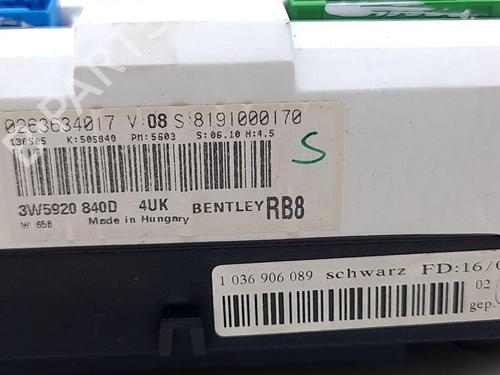 0263634017 V:08 S:8191000170
130505 K:505840 PM:5603 S:06.10 H:4.5
3W5920 840D 4UK BENTLEY RB8
W 65B Made in Hungary
S
1 036 906 089 schwarz FD:16/
02
gep.